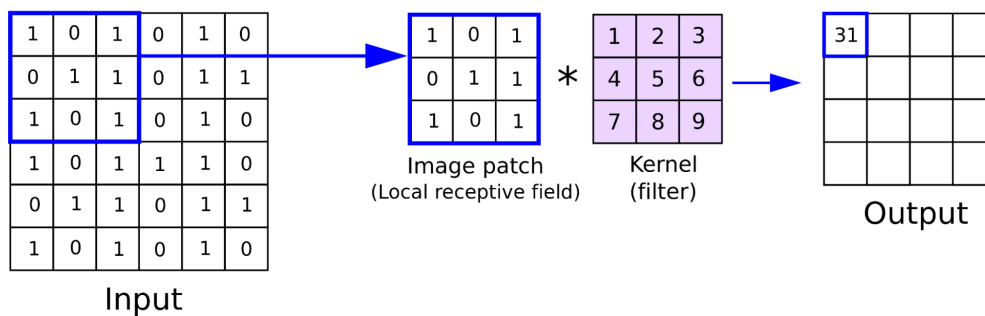 1 0 1 0 1 0
0 1 1 0 1 1
1 0 1 0 1 0
1 0 1 1 1 0
0 1 1 0 1 1
1 0 1 0 1 0
Input
1 0 1
0 1 1
1 0 1
Image patch
(Local receptive field)
*
1 2 3
4 5 6
7 8 9
Kernel
(filter)
31
Output